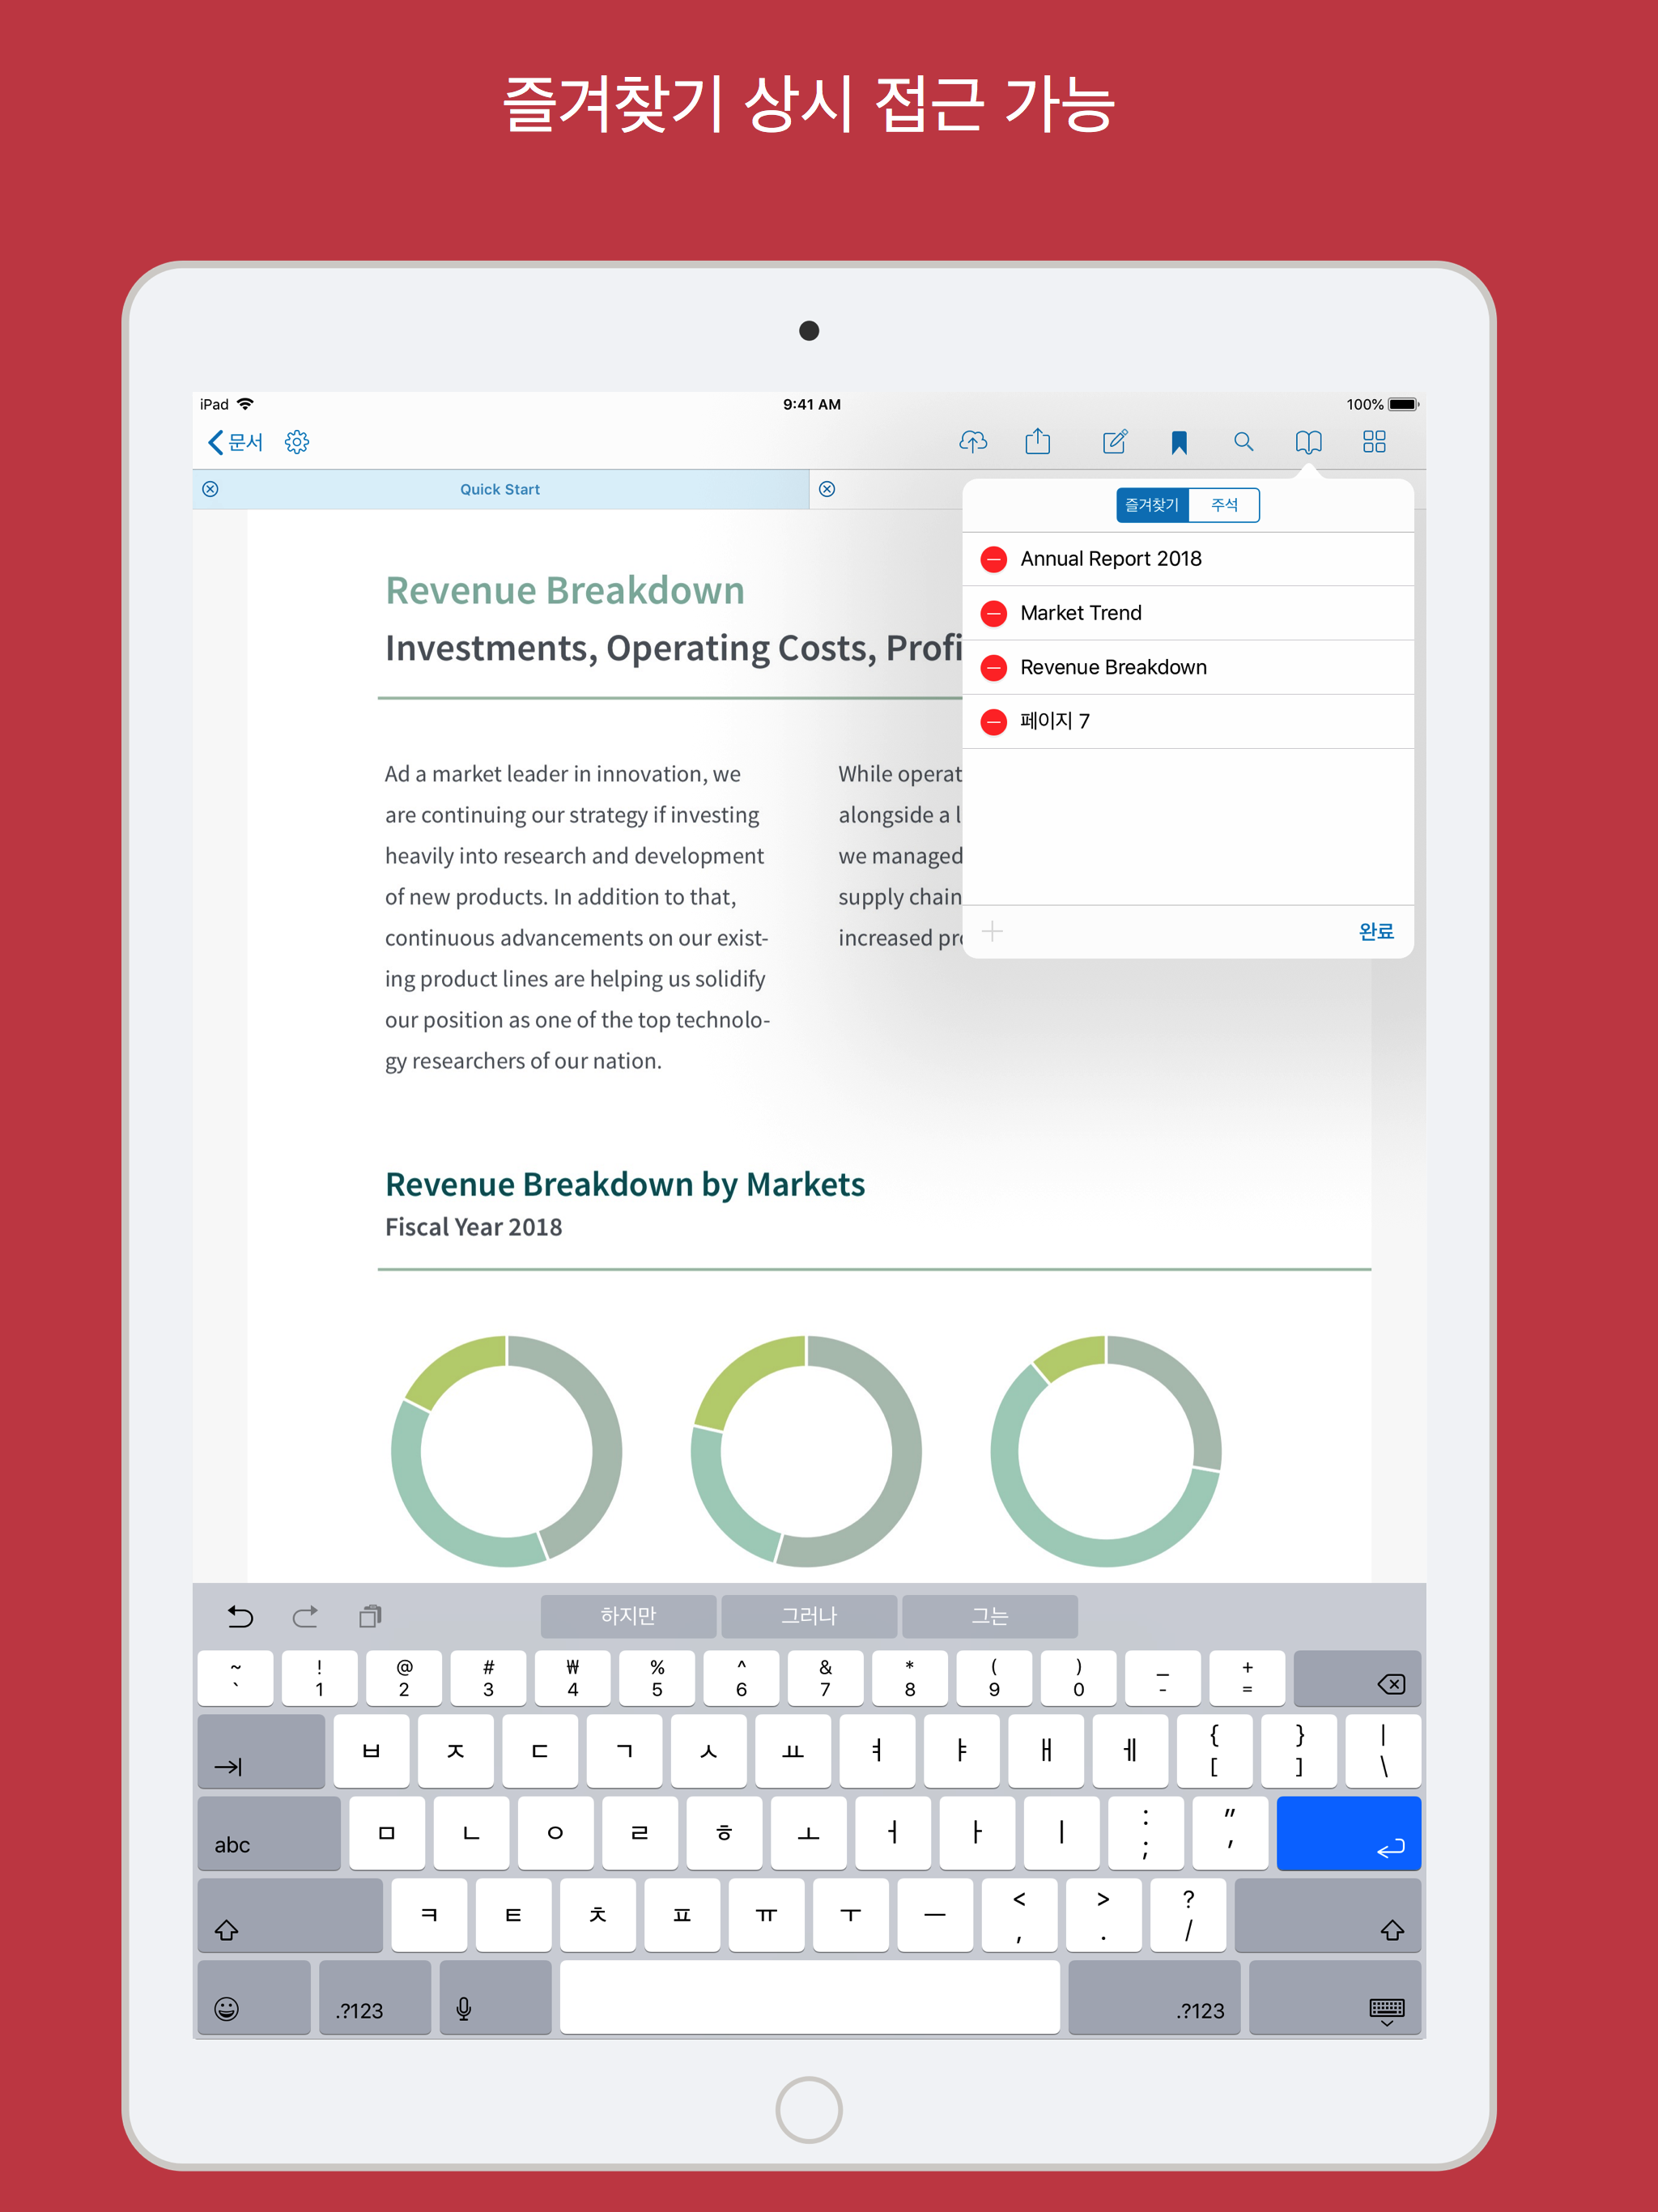 즐겨찾기 상시 접근 가능
iPad
9:41 AM
100%
문서
Quick Start
즐겨찾기 주석
Annual Report 2018
Market Trend
Revenue Breakdown
페이지 7
완료
Revenue Breakdown
Investments, Operating Costs, Profi
Ad a market leader in innovation, we
are continuing our strategy if investing
heavily into research and development
of new products. In addition to that,
continuous advancements on our exist-
ing product lines are helping us solidify
our position as one of the top technolo-
gy researchers of our nation.
While operat
alongside a l
we managed
supply chain
increased pr
Revenue Breakdown by Markets
Fiscal Year 2018
하지만 그러나 그는
~ ! @ # ₩ % ^ & * ( ) _ +
` 1 2 3 4 5 6 7 8 9 0 - =
ㅂ ㅈ ㄷ ㄱ ㅅ ㅛ ㅕ ㅑ ㅐ ㅔ { } |
[ ] \
abc ㅁ ㄴ ㅇ ㄹ ㅎ ㅗ ㅓ ㅏ ㅣ : "
; '
ㅋ ㅌ ㅊ ㅍ ㅠ ㅜ ㅡ < > ?
, . /
.?123 .?123